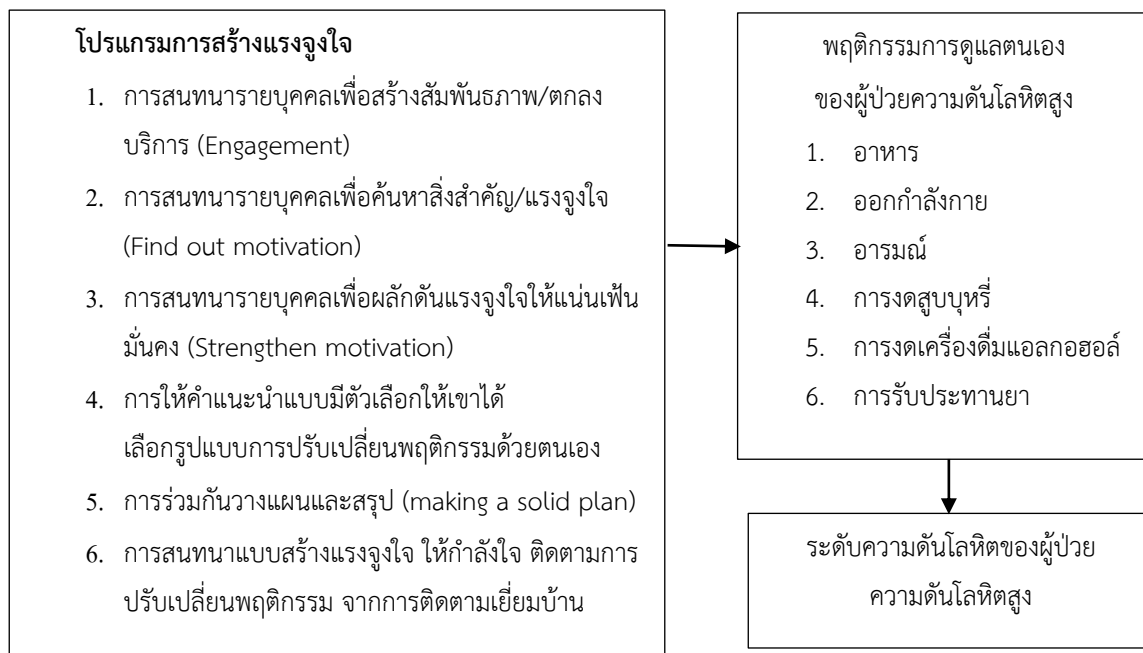 โปรแกรมการสร้างแรงจูงใจ
1. การสนทนารายบุคคลเพื่อสร้างสัมพันธภาพ/ตกลง
บริการ (Engagement)
2. การสนทนารายบุคคลเพื่อค้นหาสิ่งสำคัญ/แรงจูงใจ
(Find out motivation)
3. การสนทนารายบุคคลเพื่อผลักดันแรงจูงใจให้แน่นเฟ้น
มั่นคง (Strengthen motivation)
4. การให้คำแนะนำแบบมีตัวเลือกให้เขาได้
เลือกรูปแบบการปรับเปลี่ยนพฤติกรรมด้วยตนเอง
5. การร่วมกันวางแผนและสรุป (making a solid plan)
6. การสนทนาแบบสร้างแรงจูงใจ ให้กำลังใจ ติดตามการ
ปรับเปลี่ยนพฤติกรรม จากการติดตามเยี่ยมบ้าน
พฤติกรรมการดูแลตนเอง
ของผู้ป่วยความดันโลหิตสูง
1. อาหาร
2. ออกกำลังกาย
3. อารมณ์
4. การงดสูบบุหรี่
5. การงดเครื่องดื่มแอลกอฮอล์
6. การรับประทานยา
ระดับความดันโลหิตของผู้ป่วย
ความดันโลหิตสูง